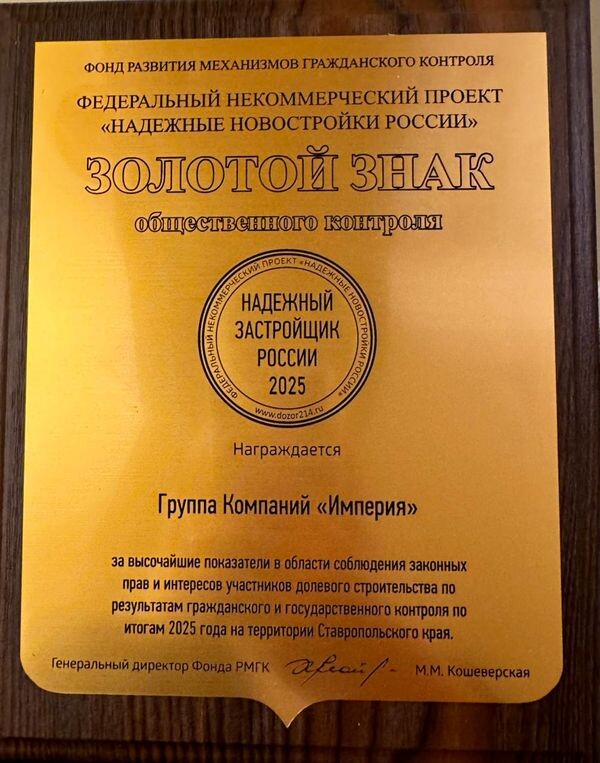 ФОНД РАЗВИТИЯ МЕХАНИЗМОВ ГРАЖДАНСКОГО КОНТРОЛЯ
ФЕДЕРАЛЬНЫЙ НЕКОММЕРЧЕСКИЙ ПРОЕКТ
«НАДЕЖНЫЕ НОВОСТРОЙКИ РОССИИ»
ЗОЛОТОЙ ЗНАК
общественного контроля
ФЕДЕРАЛЬНЫЙ НЕКОММЕРЧЕСКИЙ ПРОЕКТ «НАДЕЖНЫЕ НОВОСТРОЙКИ РОССИИ»
НАДЕЖНЫЙ
ЗАСТРОЙЩИК
РОССИИ
2025
www.dozor214.ru
Награждается
Группа Компаний «Империя»
за высочайшие показатели в области соблюдения законных
прав и интересов участников долевого строительства по
результатам гражданского и государственного контроля по
итогам 2025 года на территории Ставропольского края.
Генеральный директор Фонда РМГК М.М. Кошеверская